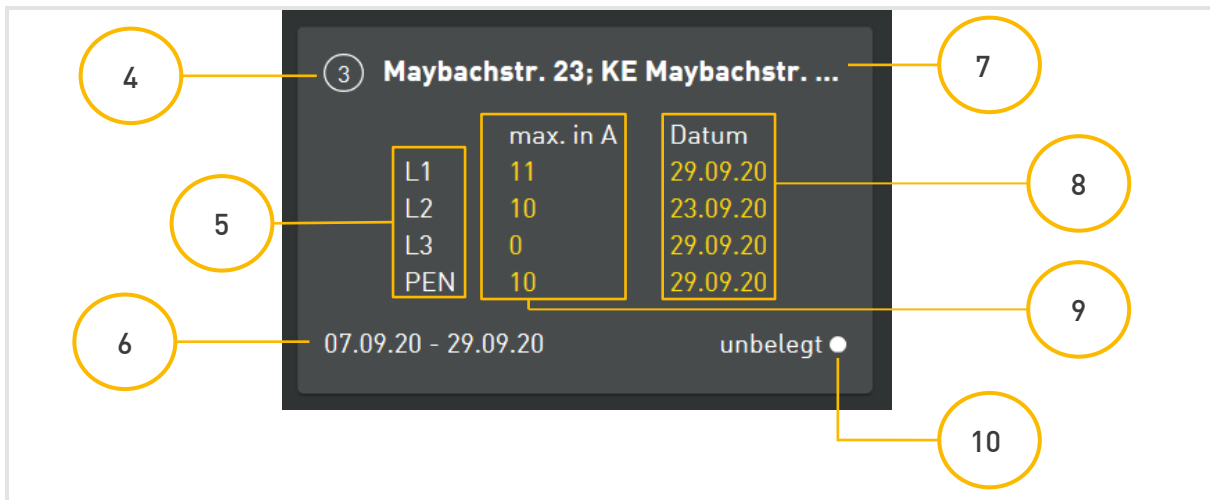 4
3 Maybachstr. 23; KE Maybachstr. ...
7
max. in A Datum
L1 11 29.09.20
L2 10 23.09.20
L3 0 29.09.20
PEN 10 29.09.20
5
8
9
6
07.09.20 - 29.09.20 unbelegt
10